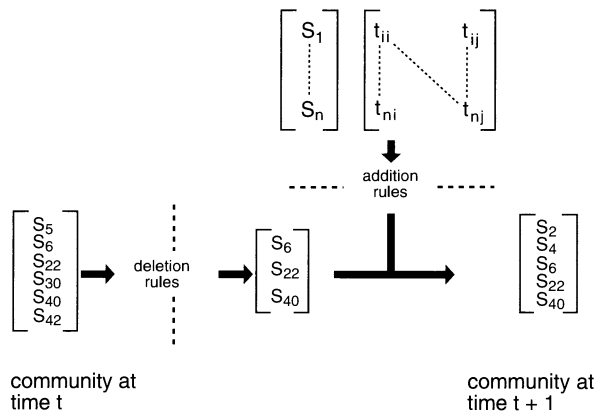 S1
Sn
tii tij
tni tnj
addition
rules
S5
S6
S22
S30
S40
S42
deletion
rules
S6
S22
S40
S2
S4
S6
S22
S40
community at
time t
community at
time t + 1